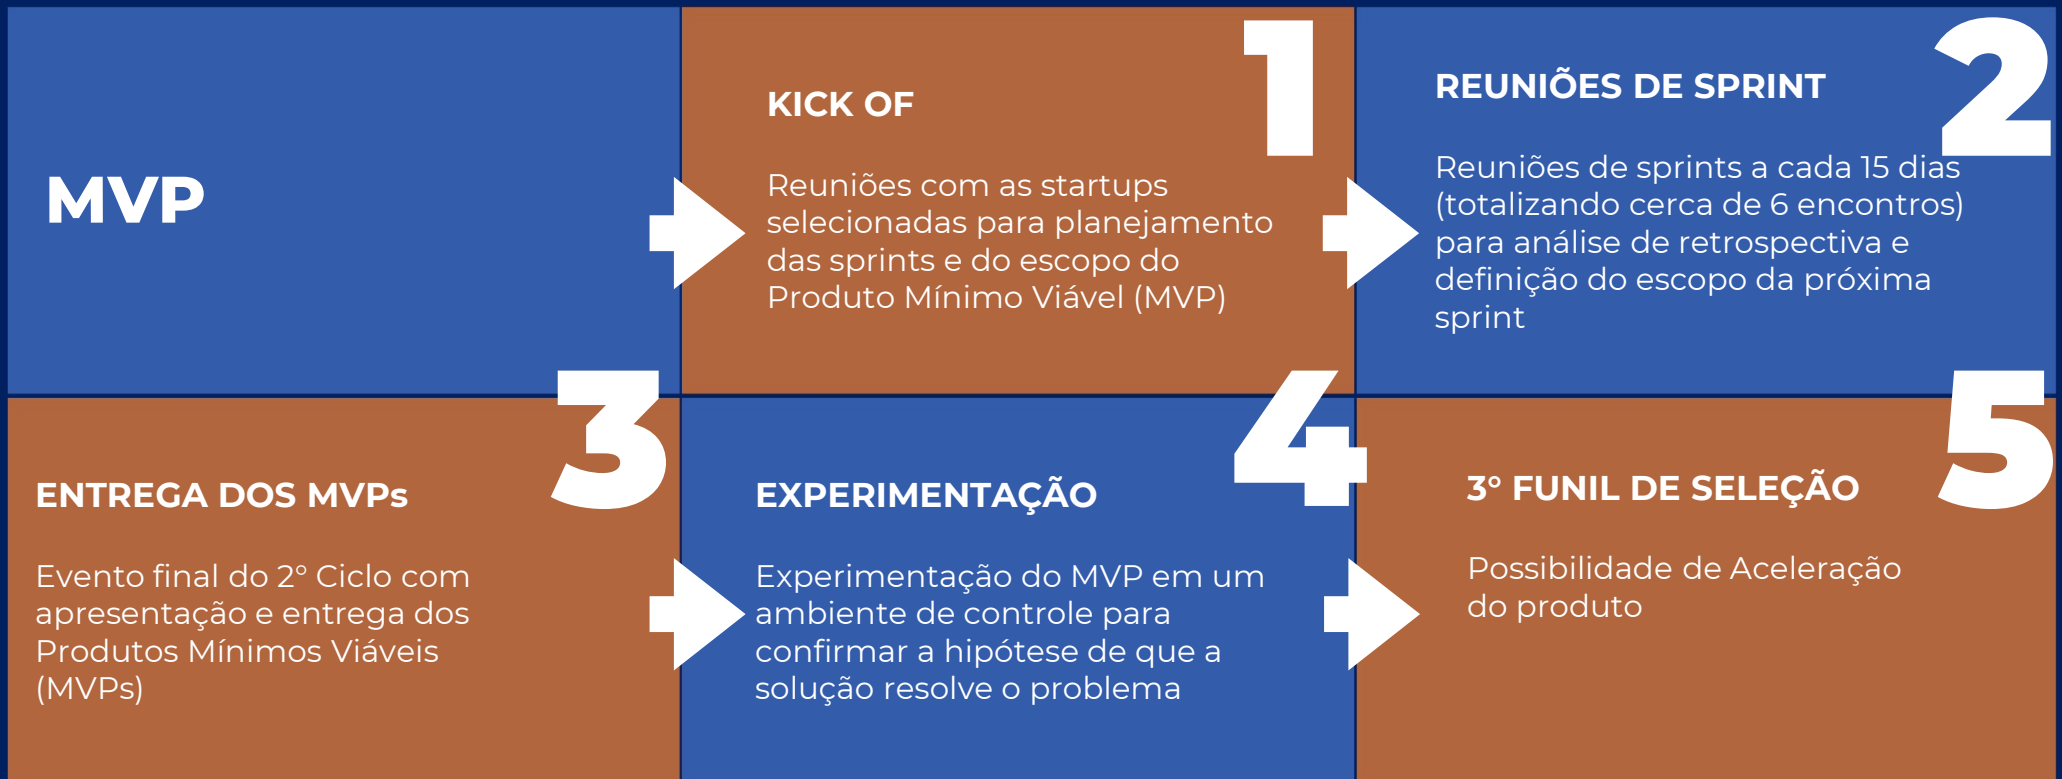 MVP
1
KICK OF
Reuniões com as startups
selecionadas para planejamento
das sprints e do escopo do
Produto Mínimo Viável (MVP)
2
REUNIÕES DE SPRINT
Reuniões de sprints a cada 15 dias
(totalizando cerca de 6 encontros)
para análise de retrospectiva e
definição do escopo da próxima
sprint
3
ENTREGA DOS MVPs
Evento final do 2° Ciclo com
apresentação e entrega dos
Produtos Mínimos Viáveis
(MVPs)
4
EXPERIMENTAÇÃO
Experimentação do MVP em um
ambiente de controle para
confirmar a hipótese de que a
solução resolve o problema
5
3° FUNIL DE SELEÇÃO
Possibilidade de Aceleração
do produto